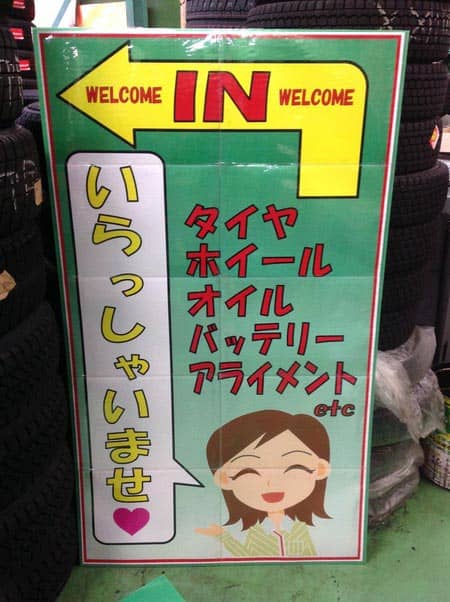 WELCOME IN WELCOME
いらっしゃいませ♥
タイヤ
ホイール
オイル
バッテリー
アライメント
etc